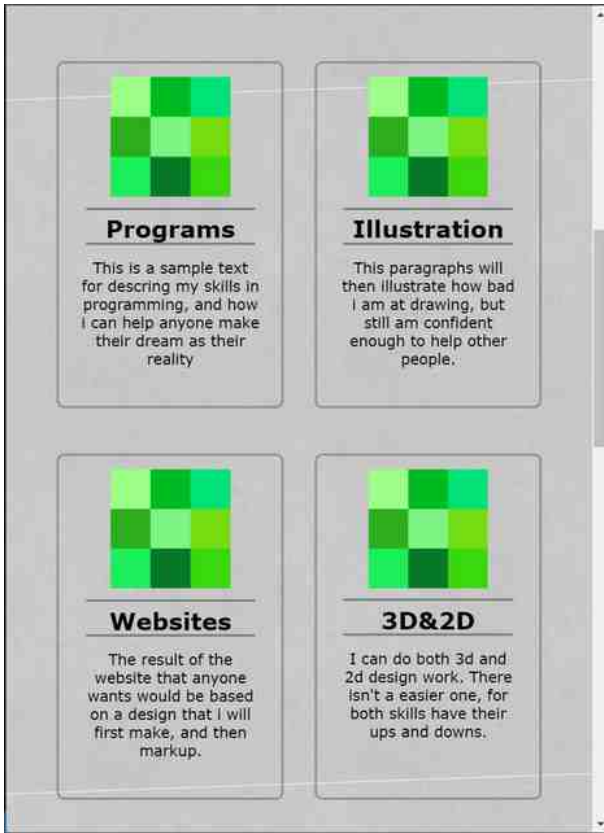 Programs
This is a sample text
for descring my skills in
programming, and how
i can help anyone make
their dream as their
reality
Illustration
This paragraphs will
then illustrate how bad
i am at drawing, but
still am confident
enough to help other
people.
Websites
The result of the
website that anyone
wants would be based
on a design that i will
first make, and then
markup.
3D&2D
I can do both 3d and
2d design work. There
isn't a easier one, for
both skills have their
ups and downs.